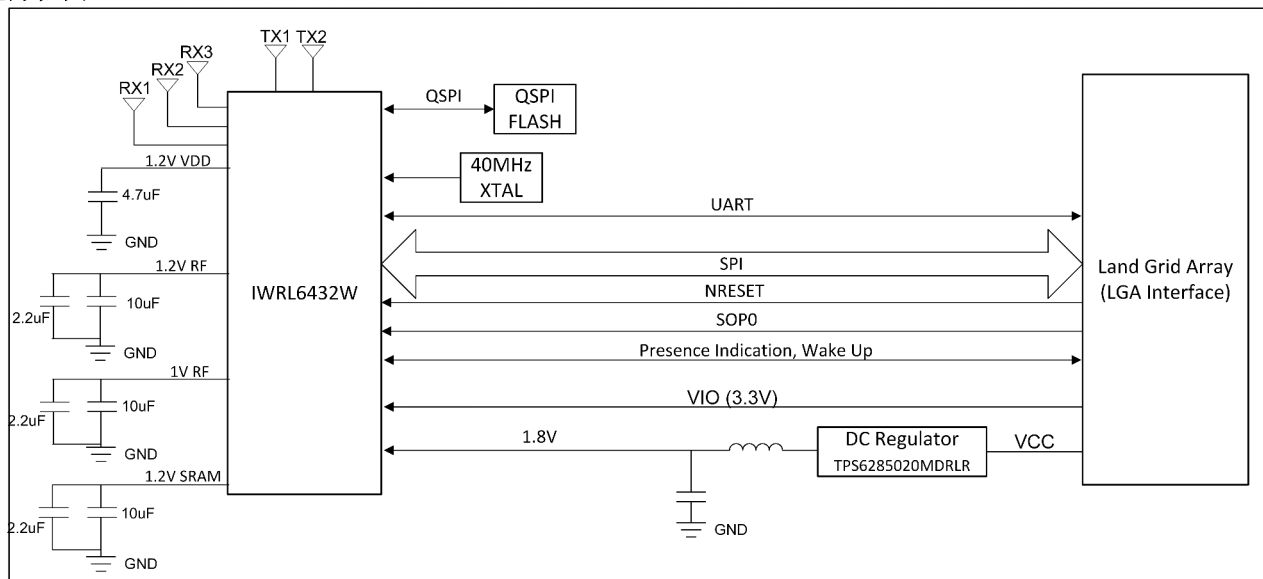 RX1
RX2
RX3
TX1
TX2
QSPI
QSPI
FLASH
40MHz
XTAL
1.2V VDD
4.7uF
GND
1.2V RF
2.2uF
10uF
GND
1V RF
2.2uF
10uF
GND
1.2V SRAM
2.2uF
10uF
GND
IWRL6432W
UART
SPI
NRESET
SOP0
Presence Indication, Wake Up
VIO (3.3V)
1.8V
GND
DC Regulator
TPS6285020MDRLR
VCC
Land Grid Array
(LGA Interface)